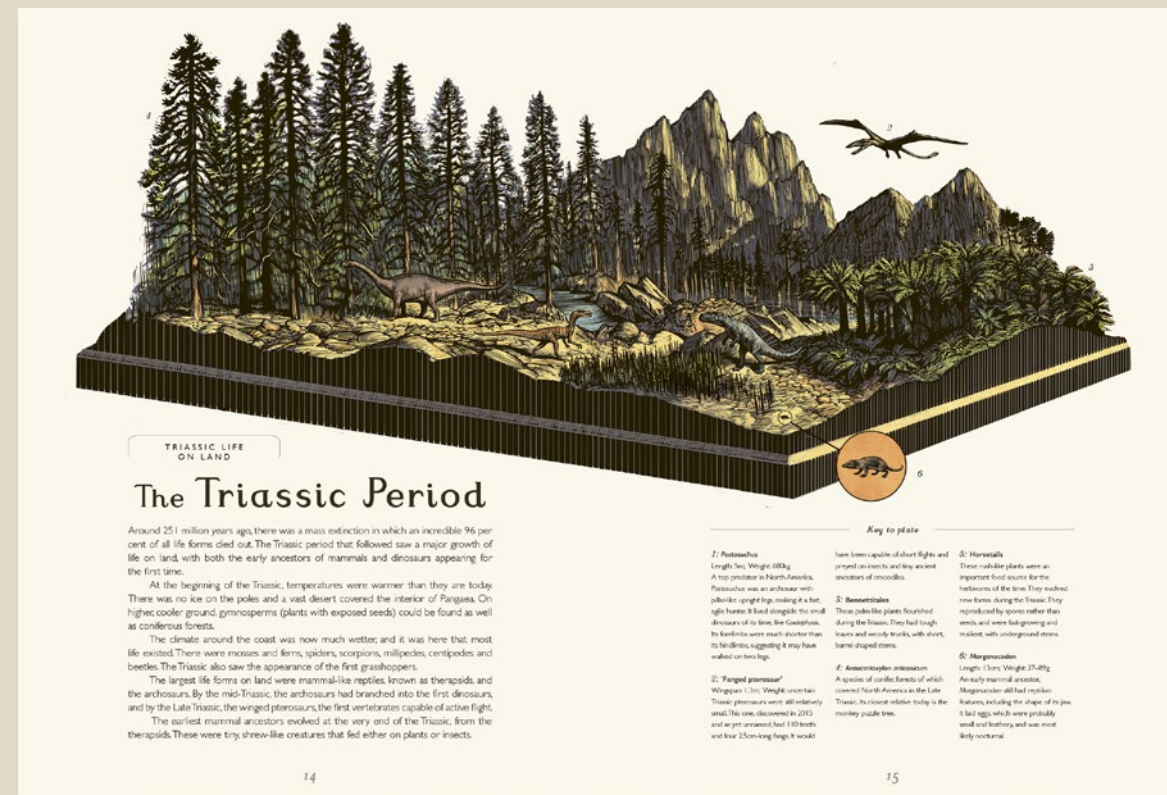 TRIASSIC LIFE
ON LAND
The Triassic Period
Around 251 million years ago, there was a mass extinction in which an incredible 96 per
cent of all life forms died out. The Triassic period that followed saw a major growth of
life on land, with both the early ancestors of mammals and dinosaurs appearing for
the first time.
At the beginning of the Triassic, temperatures were warmer than they are today.
There was no ice on the poles and a vast desert covered the interior of Pangaea. On
higher, cooler ground, gymnosperms (plants with exposed seeds) could be found as well
as coniferous forests.
The climate around the coast was now much wetter, and it was here that most
life existed. There were mosses and ferns, spiders, scorpions, millipedes, centipedes and
beetles. The Triassic also saw the appearance of the first grasshoppers.
The largest life forms on land were mammal-like reptiles, known as therapsids, and
the archosaurs. By the mid-Triassic, the archosaurs had branched into the first dinosaurs,
and by the Late Triassic, the winged pterosaurs, the first vertebrates capable of active flight.
The earliest mammal ancestors evolved at the very end of the Triassic, from the
therapsids. These were tiny, shrew-like creatures that fed either on plants or insects.
14
4
2
3
6
Key to plate
1: Postosuchus
Length: 5m; Weight: 680kg
A top predator in North America,
Postosuchus was an archosaur with
pillar-like upright legs, making it a fast,
agile hunter. It lived alongside the small
dinosaurs of its time, like Coelophysis.
Its forelimbs were much shorter than
its hindlimbs, suggesting it may have
walked on two legs.
2: 'Fanged pterosaur'
Wingspan: 1.3m; Weight: uncertain
Triassic pterosaurs were still relatively
small. This one, discovered in 2015
and as yet unnamed, had 110 teeth
and four 2.5cm-long fangs. It would
have been capable of short flights and
preyed on insects and tiny ancient
ancestors of crocodiles.
3: Bennettitales
These palm-like plants flourished
during the Triassic. They had tough
leaves and woody trunks, with short,
barrel-shaped stems.
4: Araucarioxylon arizonicum
A species of conifer, forests of which
covered North America in the Late
Triassic. Its closest relative today is the
monkey puzzle tree.
5: Horsetails
These rush-like plants were an
important food source for the
herbivores of the time. They evolved
new forms during the Triassic. They
reproduced by spores rather than
seeds, and were fast-growing and
resilient, with underground stems.
6: Morganucodon
Length: 13cm; Weight: 27–89g
An early mammal ancestor,
Morganucodon still had reptilian
features, including the shape of its jaw.
It laid eggs, which were probably
small and leathery, and was most
likely nocturnal.
15